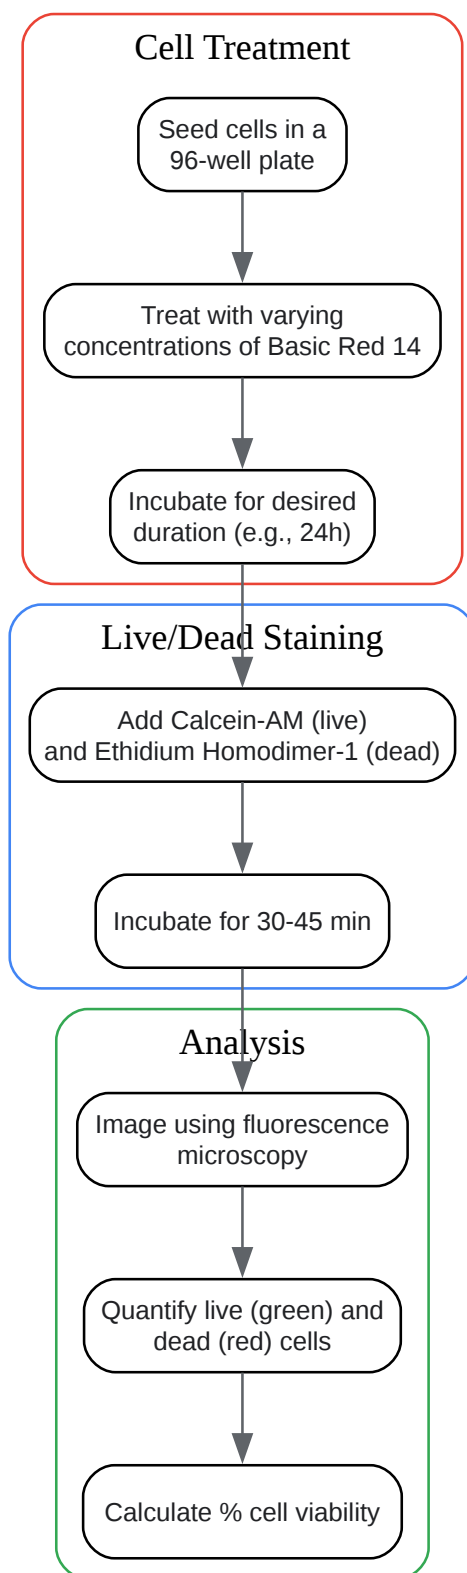 Cell Treatment
Seed cells in a
96-well plate
Treat with varying
concentrations of Basic Red 14
Incubate for desired
duration (e.g., 24h)
Live/Dead Staining
Add Calcein-AM (live)
and Ethidium Homodimer-1 (dead)
Incubate for 30-45 min
Analysis
Image using fluorescence
microscopy
Quantify live (green) and
dead (red) cells
Calculate % cell viability